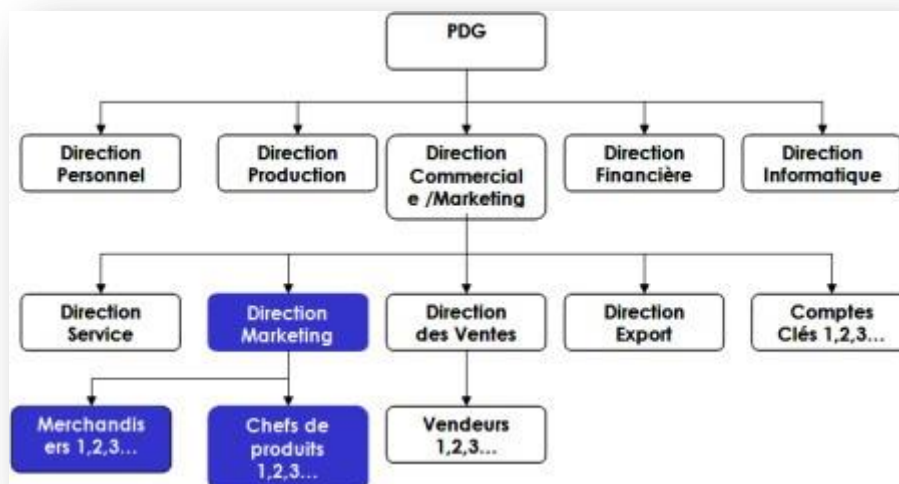 PDG
Direction
Personnel
Direction
Production
Direction
Commercial
e /Marketing
Direction
Financière
Direction
Informatique
Direction
Service
Direction
Marketing
Direction
des Ventes
Direction
Export
Comptes
Clés 1,2,3...
Merchandis
ers 1,2,3...
Chefs de
produits
1,2,3...
Vendeurs
1,2,3...